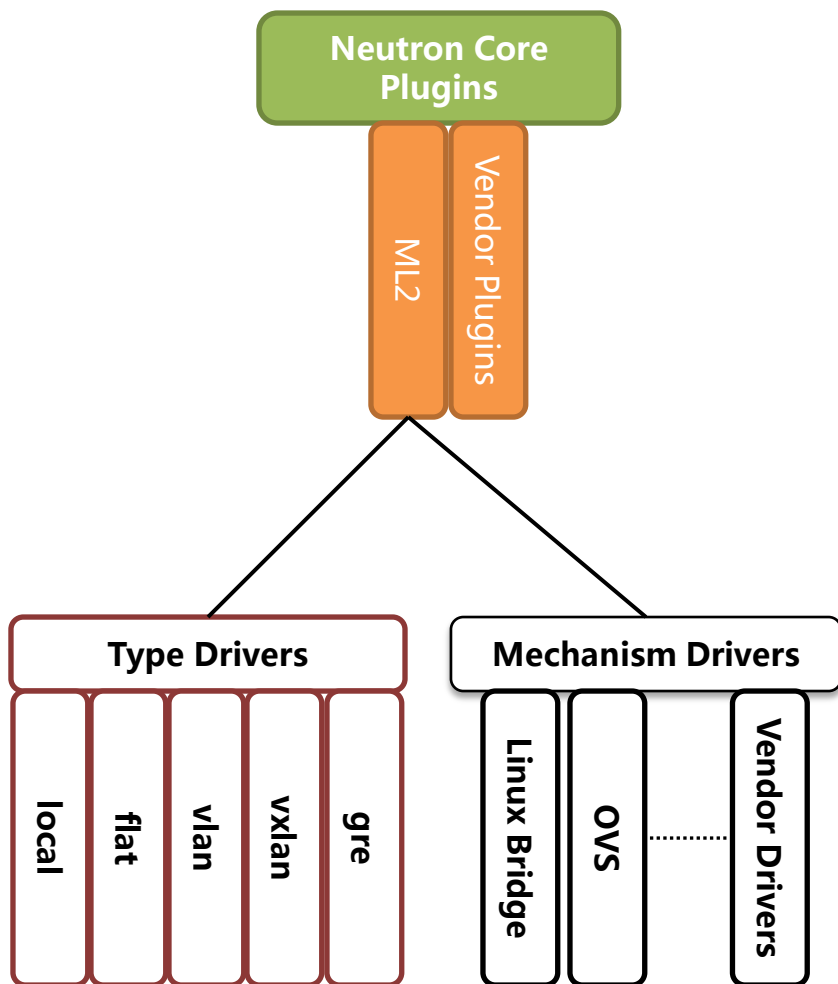 Neutron Core
Plugins
ML2
Vendor Plugins
Type Drivers
Mechanism Drivers
local
flat
vlan
vxlan
gre
Linux Bridge
OVS
Vendor Drivers